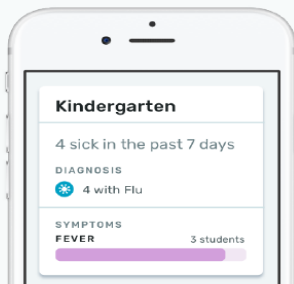 Kindergarten
4 sick in the past 7 days
DIAGNOSIS
4 with Flu
SYMPTOMS
FEVER 3 students